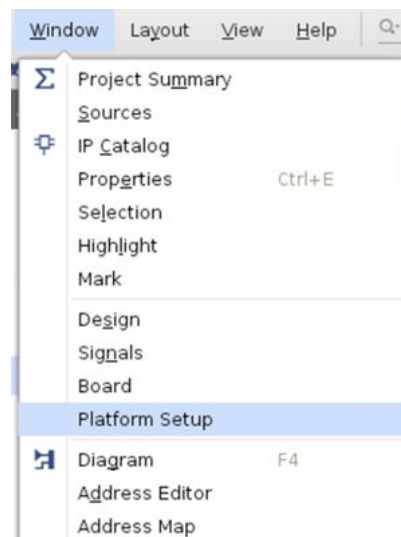 Window Layout View Help Q-
Project Summary
Sources
IP Catalog
Properties Ctrl+E
Selection
Highlight
Mark
Design
Signals
Board
Platform Setup
Diagram F4
Address Editor
Address Map